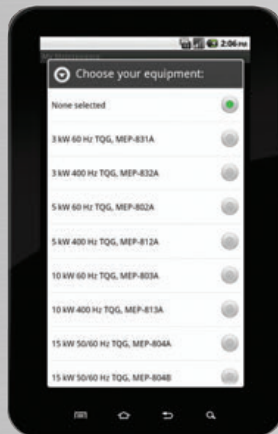 2:06 PM
Choose your equipment:
None selected
3 kW 60 Hz TQG, MEP-831A
3 kW 400 Hz TQG, MEP-832A
5 kW 60 Hz TQG, MEP-802A
5 kW 400 Hz TQG, MEP-812A
10 kW 60 Hz TQG, MEP-803A
10 kW 400 Hz TQG, MEP-813A
15 kW 50/60 Hz TQG, MEP-804A
15 kW 50/60 Hz TQG, MEP-804B